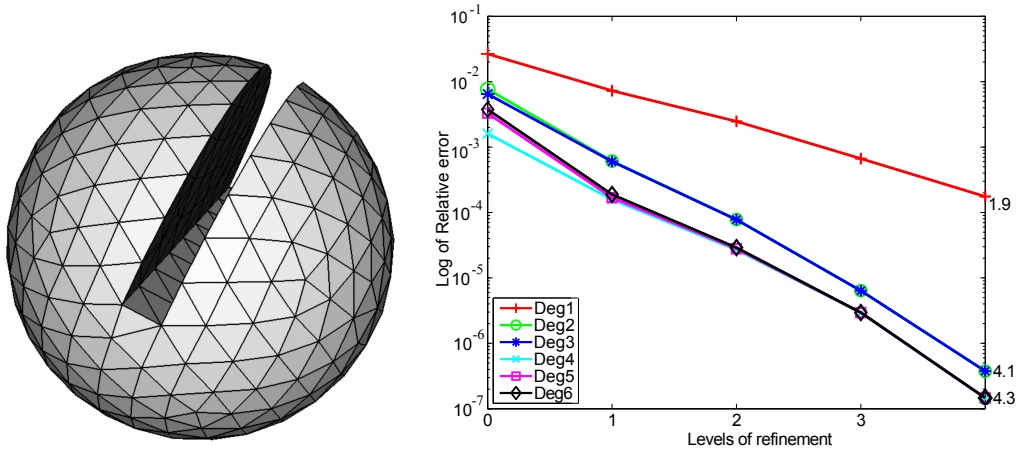 10^-1
10^-2
10^-3
10^-4
10^-5
10^-6
10^-7
Log of Relative error
1.9
4.1
4.3
Deg1
Deg2
Deg3
Deg4
Deg5
Deg6
0 1 2 3
Levels of refinement